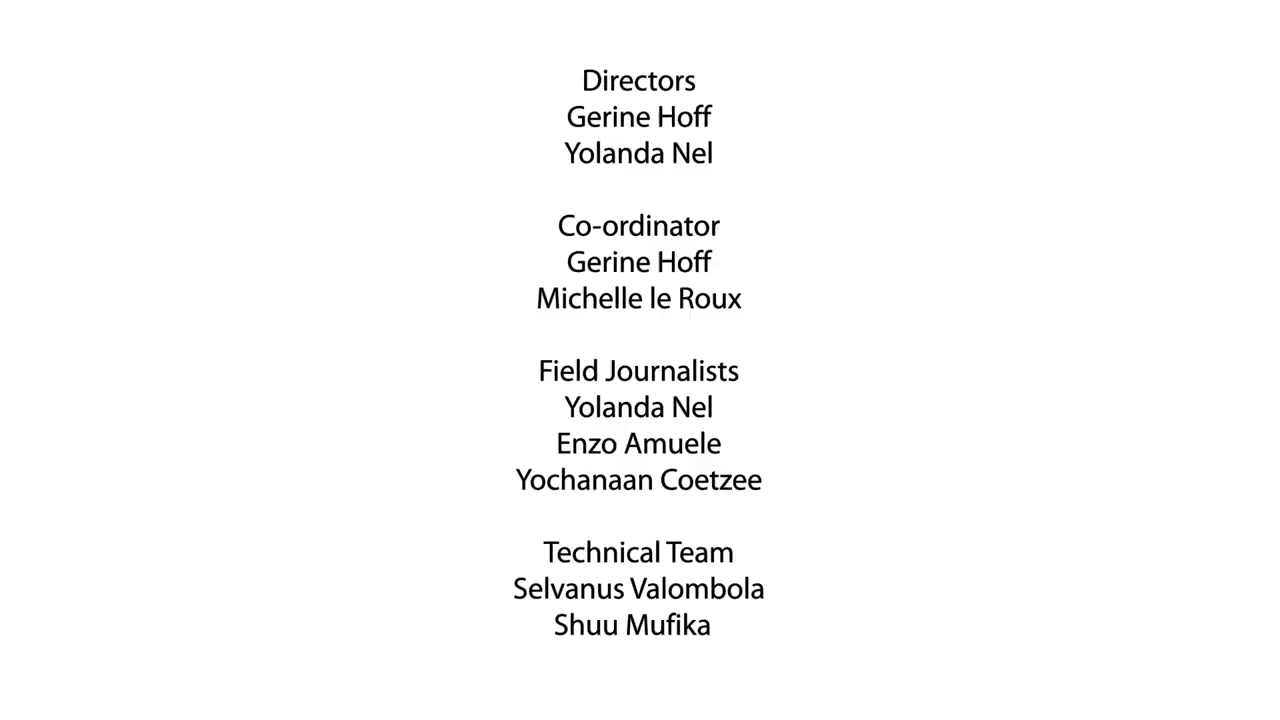 Directors
Gerine Hoff
Yolanda Nel
Co-ordinator
Gerine Hoff
Michelle le Roux
Field Journalists
Yolanda Nel
Enzo Amuele
Yochanaan Coetzee
Technical Team
Selvanus Valombola
Shuu Mufika